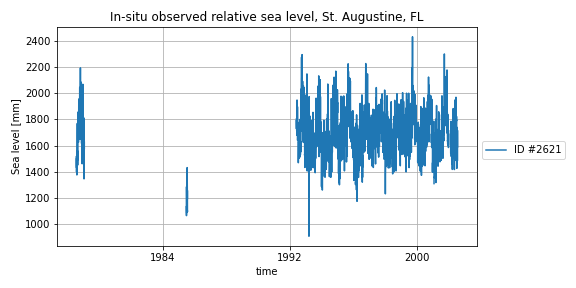 In-situ observed relative sea level, St. Augustine, FL
2400
2200
2000
1800
1600
1400
1200
1000
Sea level [mm]
1984
1992
2000
time
ID #2621